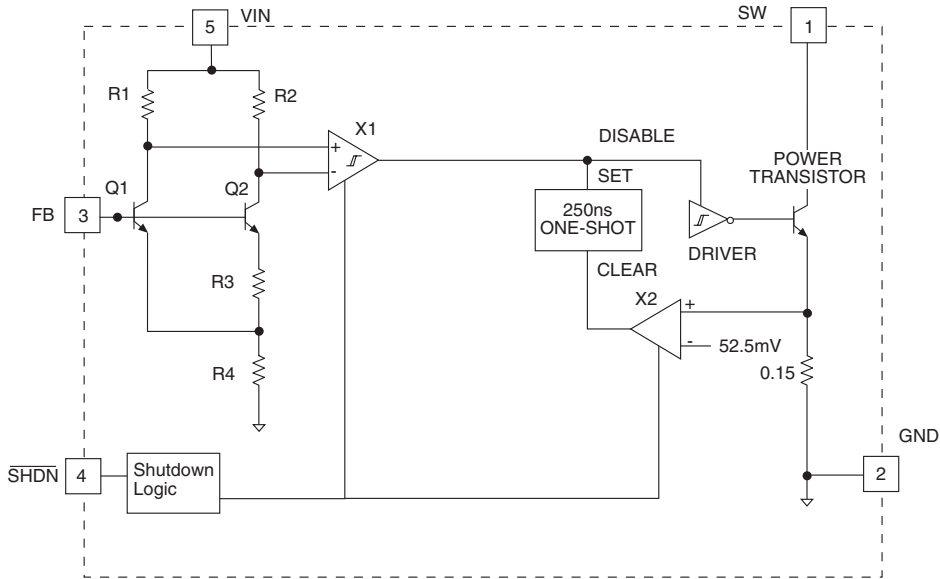 VIN
SW
5
1
R1
R2
X1
DISABLE
+
-
SET
POWER
TRANSISTOR
Q1
Q2
FB
3
250ns
ONE-SHOT
DRIVER
CLEAR
R3
X2
+
-
52.5mV
R4
0.15
GND
SHDN
4
Shutdown
Logic
2